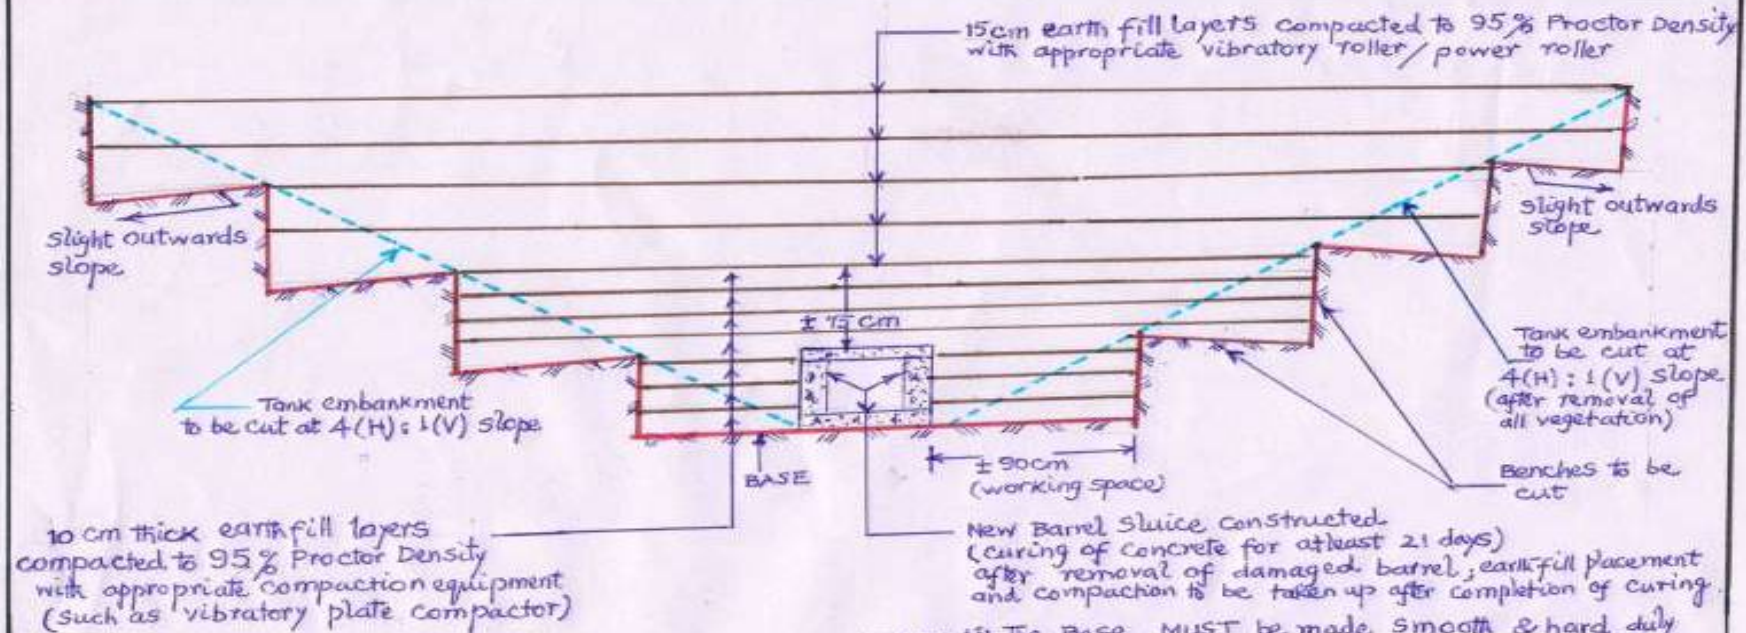 15cm earth fill layers compacted to 95% Proctor Density
with appropriate vibratory roller/power roller
slight outwards
slope
slight outwards
slope
± 75 cm
Tank embankment
to be cut at 4(H):1(V) slope
Tank embankment
to be cut at
4(H):1(V) slope
(after removal of
all vegetation)
BASE
± 90cm
(working space)
Benches to be
cut
10 cm thick earthfill layers
compacted to 95% Proctor Density
with appropriate compaction equipment
(such as vibratory plate compactor)
New Barrel Sluice constructed
(curing of concrete for atleast 21 days)
after removal of damaged barrel; earthfill placement
and compaction to be taken up after completion of curing
Base MUST be made smooth & hard duly